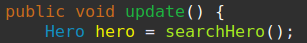 public void update() {
    Hero hero = searchHero();